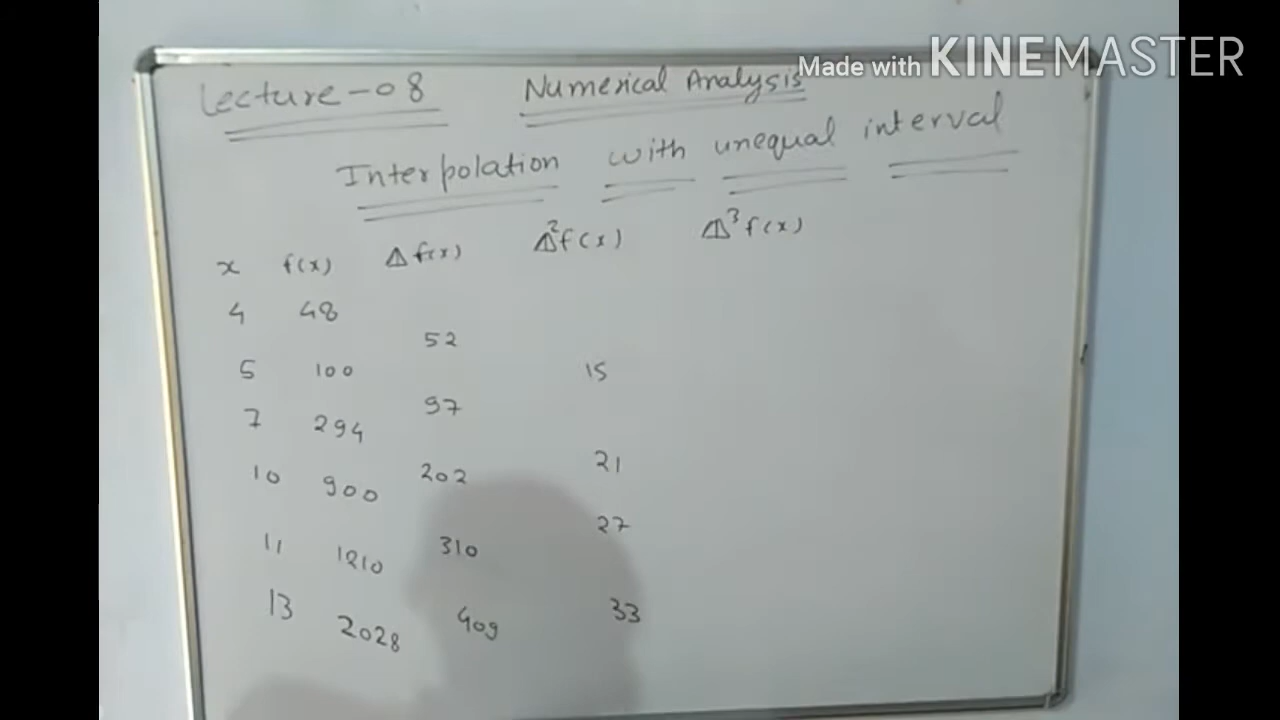 Made with KINEMASTER
Lecture-08 Numerical Analysis
Interpolation with unequal interval
x f(x) Δf(x) Δ²f(x) Δ³f(x)
4 48
52
5 100 15
97
7 294
21
10 900 202
27
11 1210 310
33
13 2028 409